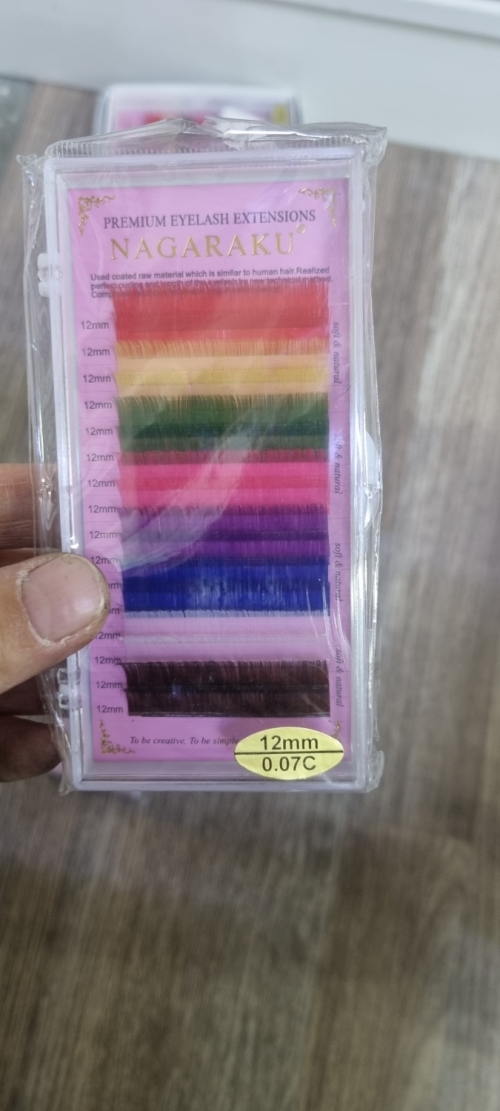 PREMIUM EYELASH EXTENSIONS
NAGARAKU®
Used coated raw material which is similar to human hair.Realized
12mm
12mm
12mm
12mm
12mm
12mm
12mm
12mm
12mm
12mm
12mm
12mm
12mm
soft & natural
soft & natural
soft & natural
soft & natural
To be creative, To be simple
12mm
0.07C